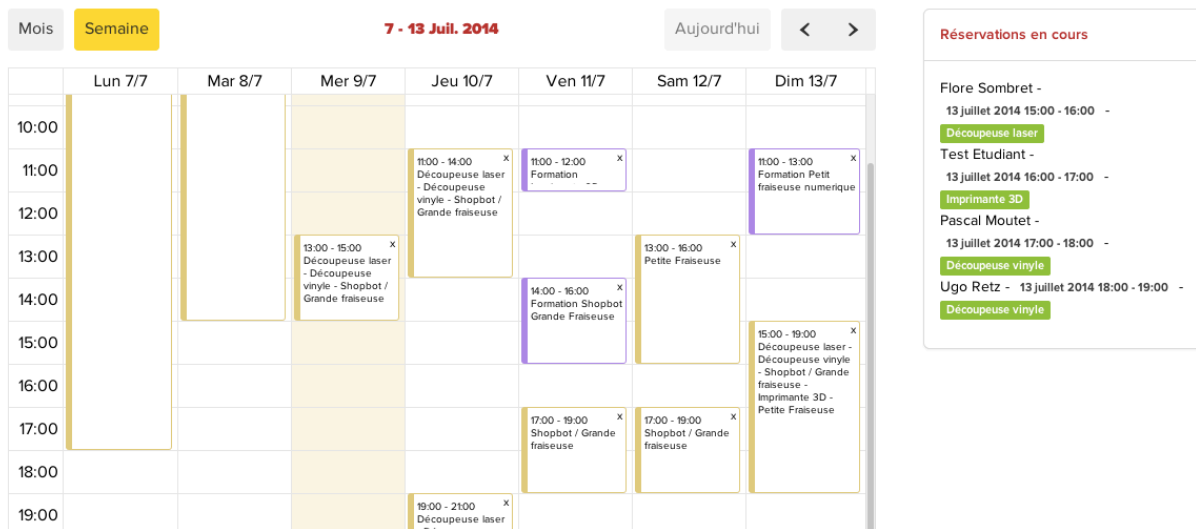 Mois
Semaine
7 - 13 Juil. 2014
Aujourd'hui
Lun 7/7
Mar 8/7
Mer 9/7
Jeu 10/7
Ven 11/7
Sam 12/7
Dim 13/7
10:00
11:00
12:00
13:00
14:00
15:00
16:00
17:00
18:00
19:00
13:00 - 15:00 x
Découpeuse laser
- Découpeuse
vinyle - Shopbot /
Grande fraiseuse
11:00 - 14:00 x
Découpeuse laser
- Découpeuse
vinyle - Shopbot /
Grande fraiseuse
19:00 - 21:00 x
Découpeuse laser
11:00 - 12:00 x
Formation
14:00 - 16:00 x
Formation Shopbot
Grande Fraiseuse
17:00 - 19:00 x
Shopbot / Grande
fraiseuse
13:00 - 16:00 x
Petite Fraiseuse
17:00 - 19:00 x
Shopbot / Grande
fraiseuse
11:00 - 13:00 x
Formation Petit
fraiseuse numerique
15:00 - 19:00 x
Découpeuse laser -
Découpeuse vinyle
- Shopbot / Grande
fraiseuse -
Imprimante 3D -
Petite Fraiseuse
Réservations en cours
Flore Sombret -
13 juillet 2014 15:00 - 16:00 -
Découpeuse laser
Test Etudiant -
13 juillet 2014 16:00 - 17:00 -
Imprimante 3D
Pascal Moutet -
13 juillet 2014 17:00 - 18:00 -
Découpeuse vinyle
Ugo Retz - 13 juillet 2014 18:00 - 19:00 -
Découpeuse vinyle